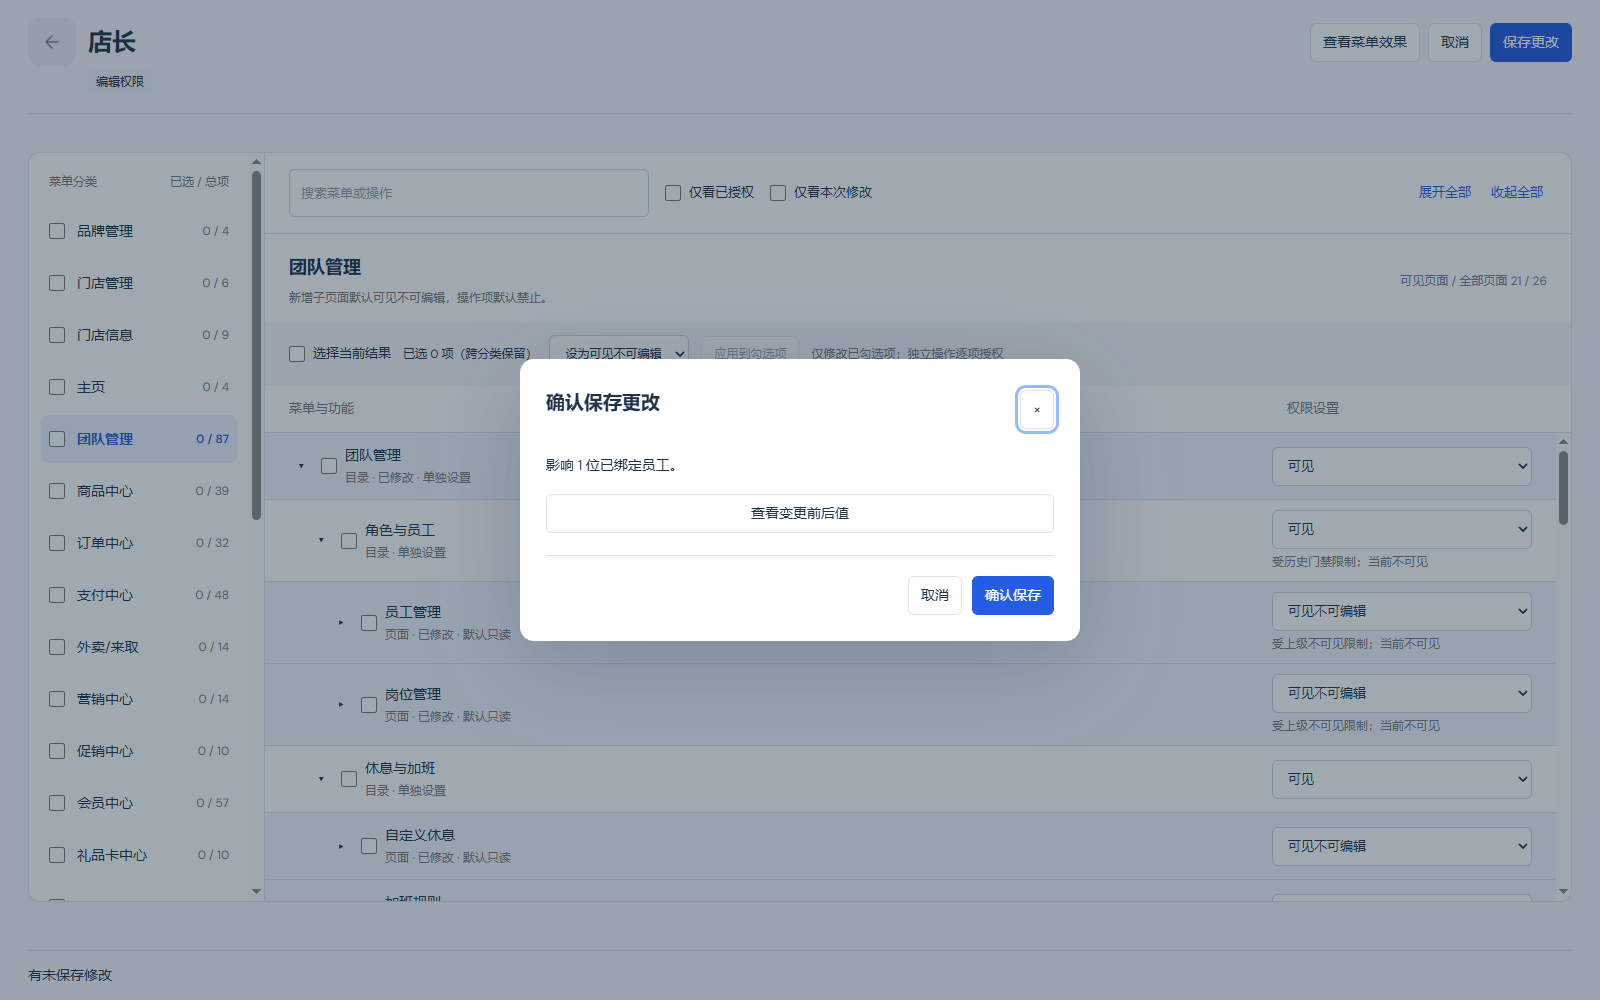 店长
编辑权限
查看菜单效果
取消
保存更改
菜单分类
已选 / 总项
品牌管理
0 / 4
门店管理
0 / 6
门店信息
0 / 9
主页
0 / 4
团队管理
0 / 87
商品中心
0 / 39
订单中心
0 / 32
支付中心
0 / 48
外卖/来取
0 / 14
营销中心
0 / 14
促销中心
0 / 10
会员中心
0 / 57
礼品卡中心
0 / 10
搜索菜单或操作
仅看已授权
仅看本次修改
展开全部
收起全部
团队管理
新增子页面默认可见不可编辑，操作项默认禁止。
可见页面 / 全部页面 21 / 26
选择当前结果
已选 0 项（跨分类保留）
设为可见不可编辑
应用到勾选项
仅修改已勾选项；独立操作逐项授权
菜单与功能
权限设置
团队管理
目录 · 已修改 · 单独设置
可见
角色与员工
目录 · 单独设置
可见
受历史门禁限制；当前不可见
员工管理
页面 · 已修改 · 默认只读
可见不可编辑
受上级不可见限制；当前不可见
岗位管理
页面 · 已修改 · 默认只读
可见不可编辑
受上级不可见限制；当前不可见
休息与加班
目录 · 单独设置
可见
自定义休息
页面 · 已修改 · 默认只读
可见不可编辑
加班规则
确认保存更改
×
影响 1 位已绑定员工。
查看变更前后值
取消
确认保存
有未保存修改